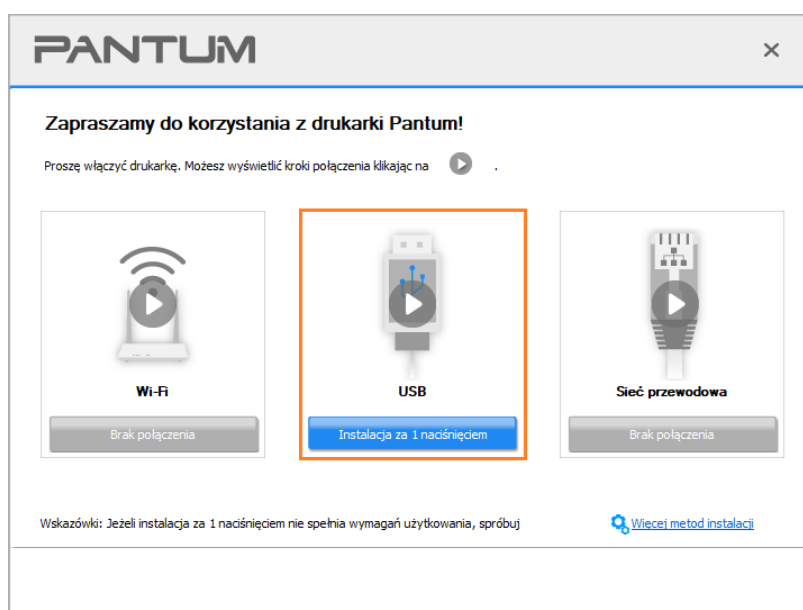 PANTUM
Zapraszamy do korzystania z drukarki Pantum!
Proszę włączyć drukarkę. Możesz wyświetlić kroki połączenia klikając na .
Wi-Fi
Brak połączenia
USB
Instalacja za 1 naciśnięciem
Sieć przewodowa
Brak połączenia
Wskazówki: Jeżeli instalacja za 1 naciśnięciem nie spełnia wymagań użytkowania, spróbuj Więcej metod instalacji